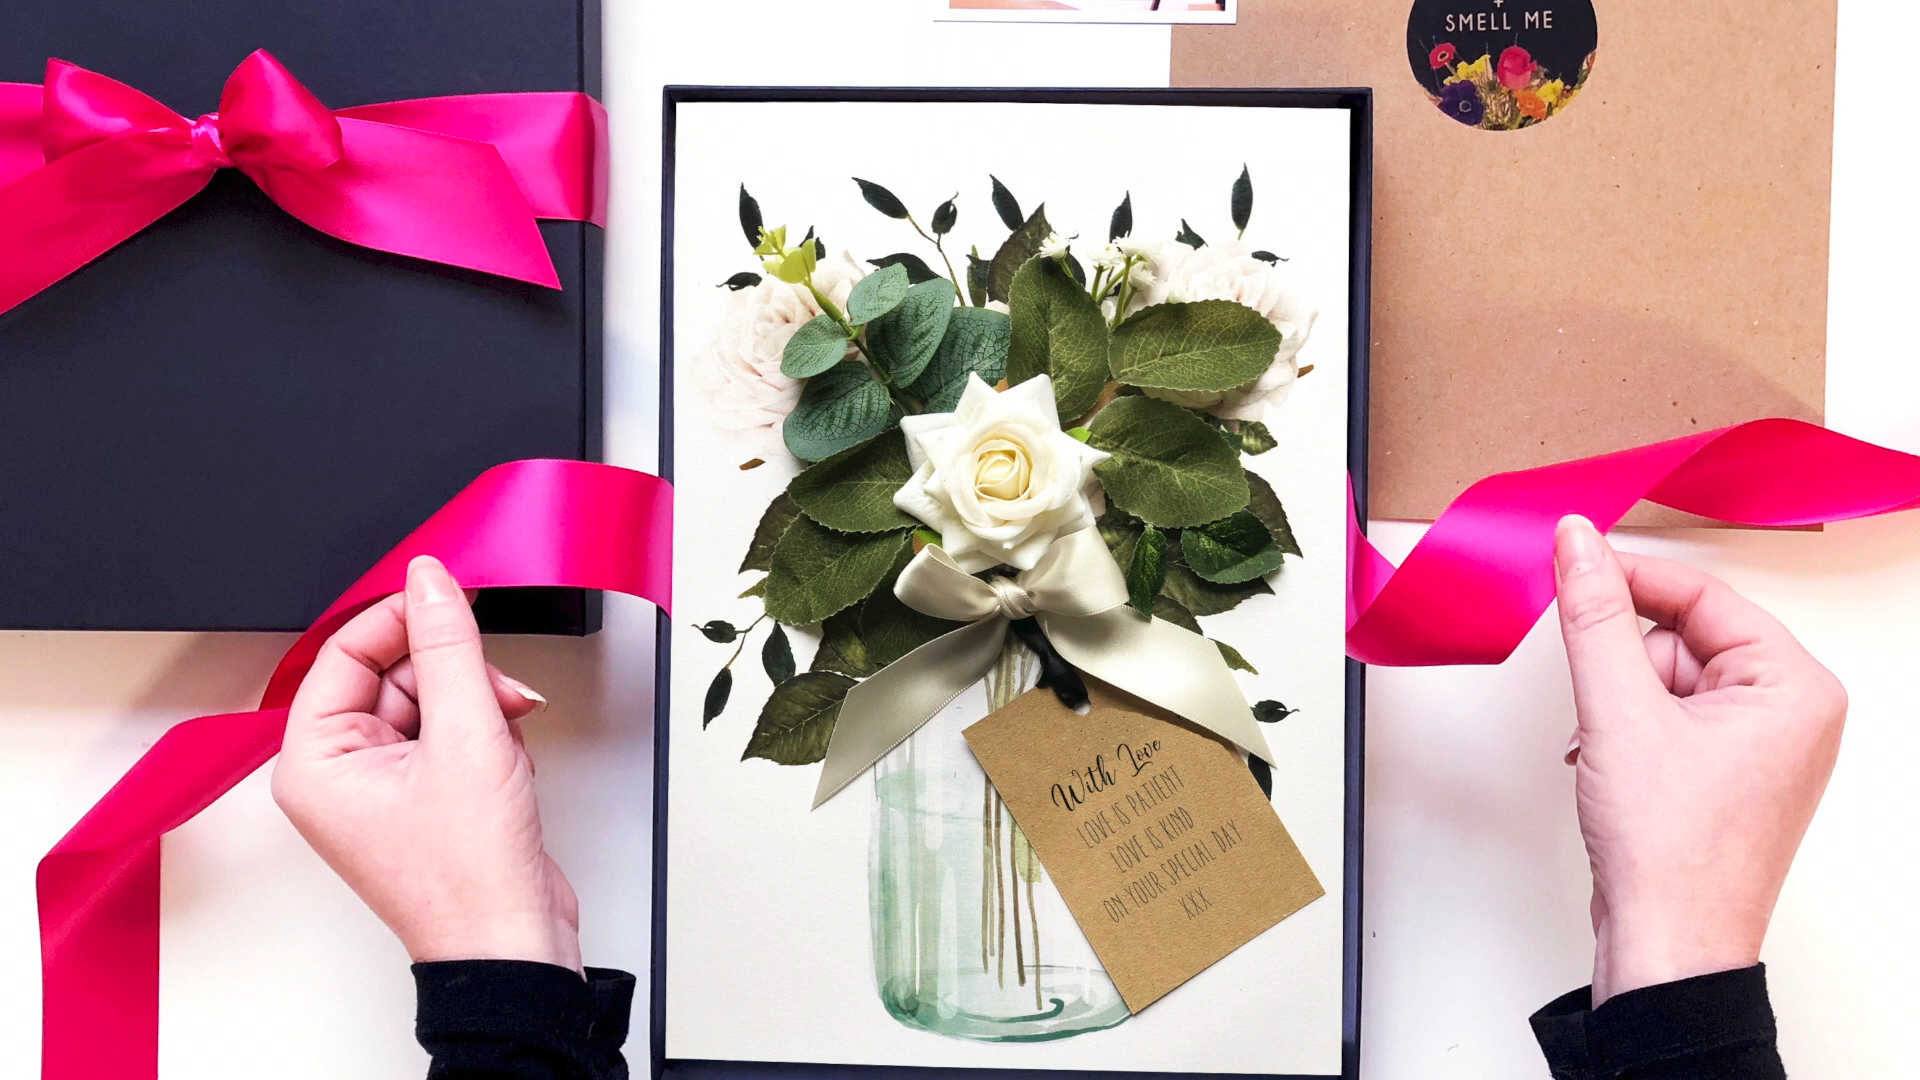 +
SMELL ME
With Love
LOVE IS PATIENT
LOVE IS KIND
ON YOUR SPECIAL DAY
XXX